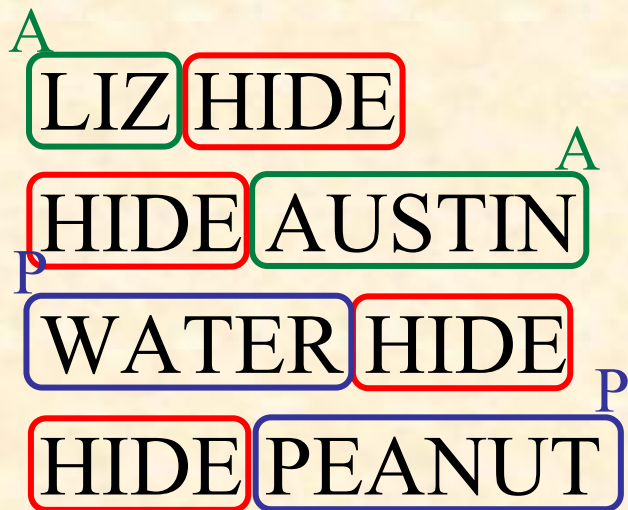 A
LIZ HIDE
A
HIDE AUSTIN
P
WATER HIDE
P
HIDE PEANUT